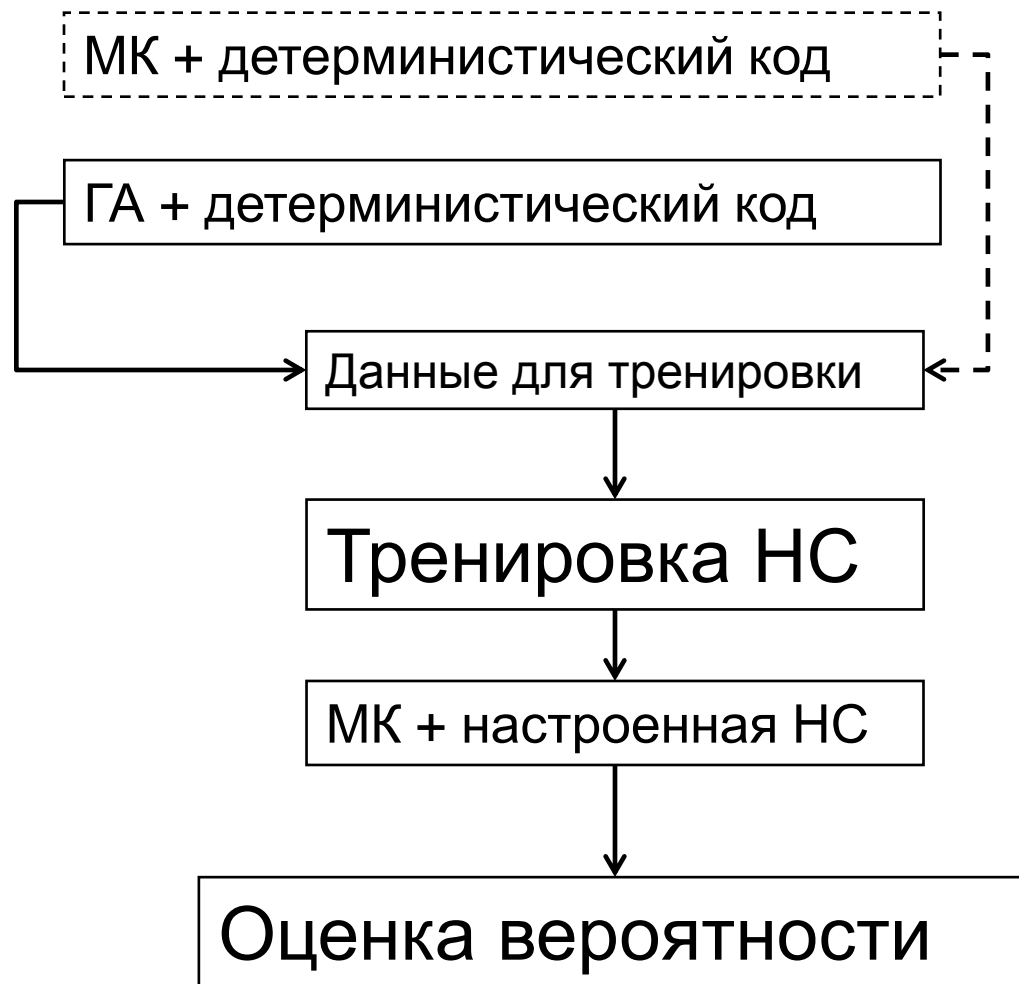 МК + детерминистический код
ГА + детерминистический код
Данные для тренировки
Тренировка НС
МК + настроенная НС
Оценка вероятности